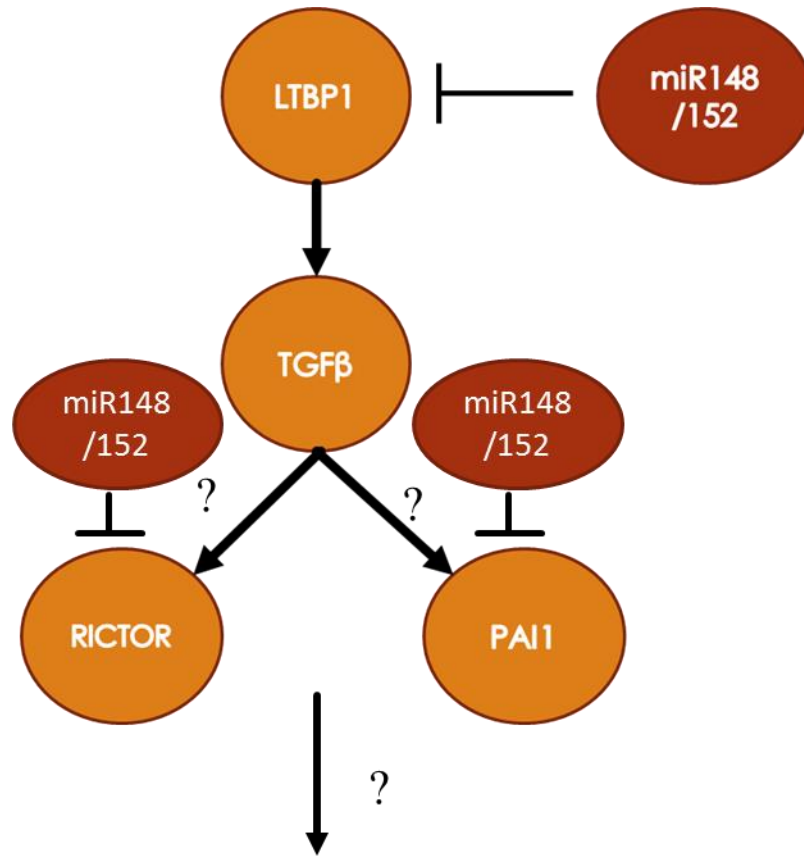 LTBP1
miR148
/152
TGFβ
miR148
/152
miR148
/152
?
?
RICTOR
PAI1
?